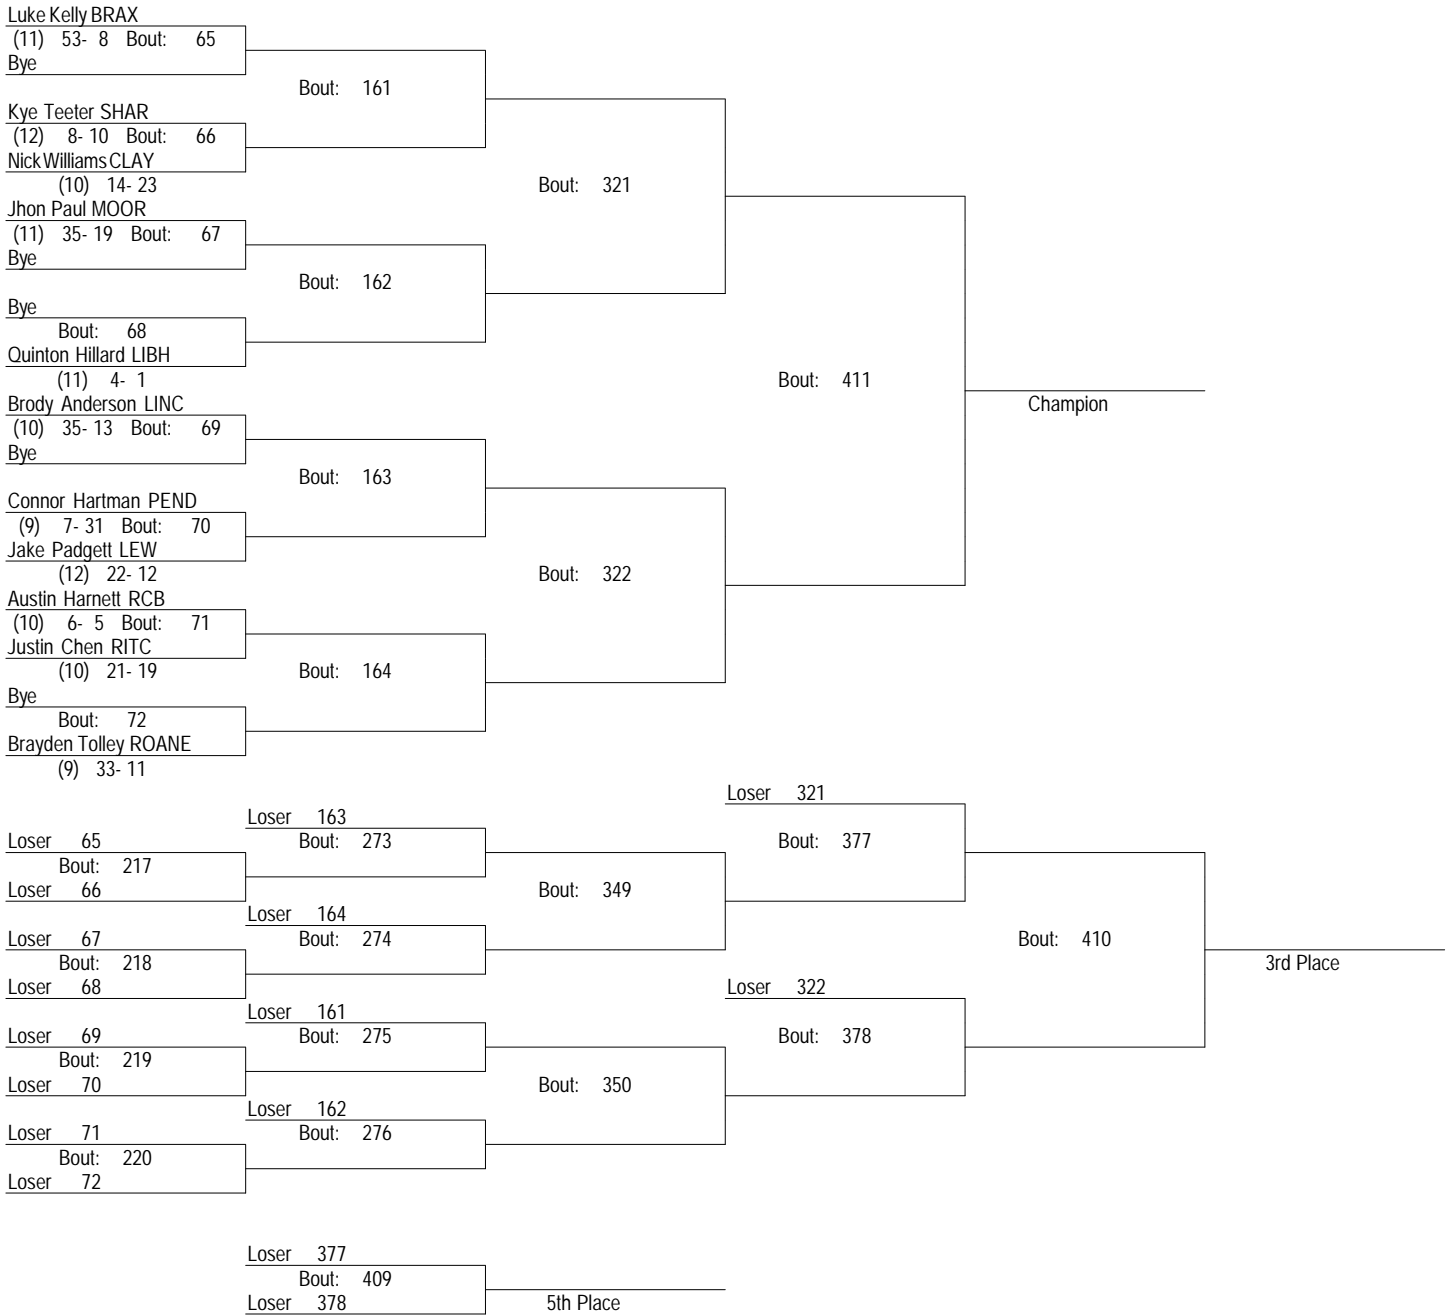 Luke Kelly BRAX
(11) 53- 8 Bout: 65
Bye
Bout: 161
Kye Teeter SHAR
(12) 8- 10 Bout: 66
Nick Williams CLAY
(10) 14- 23
Bout: 321
Jhon Paul MOOR
(11) 35- 19 Bout: 67
Bye
Bout: 162
Bye
Bout: 68
Quinton Hillard LIBH
(11) 4- 1
Bout: 411
Champion
Brody Anderson LINC
(10) 35- 13 Bout: 69
Bye
Bout: 163
Connor Hartman PEND
(9) 7- 31 Bout: 70
Jake Padgett LEW
(12) 22- 12
Bout: 322
Austin Harnett RCB
(10) 6- 5 Bout: 71
Justin Chen RITC
(10) 21- 19
Bout: 164
Bye
Bout: 72
Brayden Tolley ROANE
(9) 33- 11
Loser 321
Loser 163
Loser 65
Bout: 273
Bout: 377
Bout: 217
Loser 66
Bout: 349
Loser 164
Loser 67
Bout: 274
Bout: 410
Bout: 218
3rd Place
Loser 68
Loser 322
Loser 161
Loser 69
Bout: 275
Bout: 378
Bout: 219
Loser 70
Bout: 350
Loser 162
Loser 71
Bout: 276
Bout: 220
Loser 72
Loser 377
Bout: 409
Loser 378
5th Place